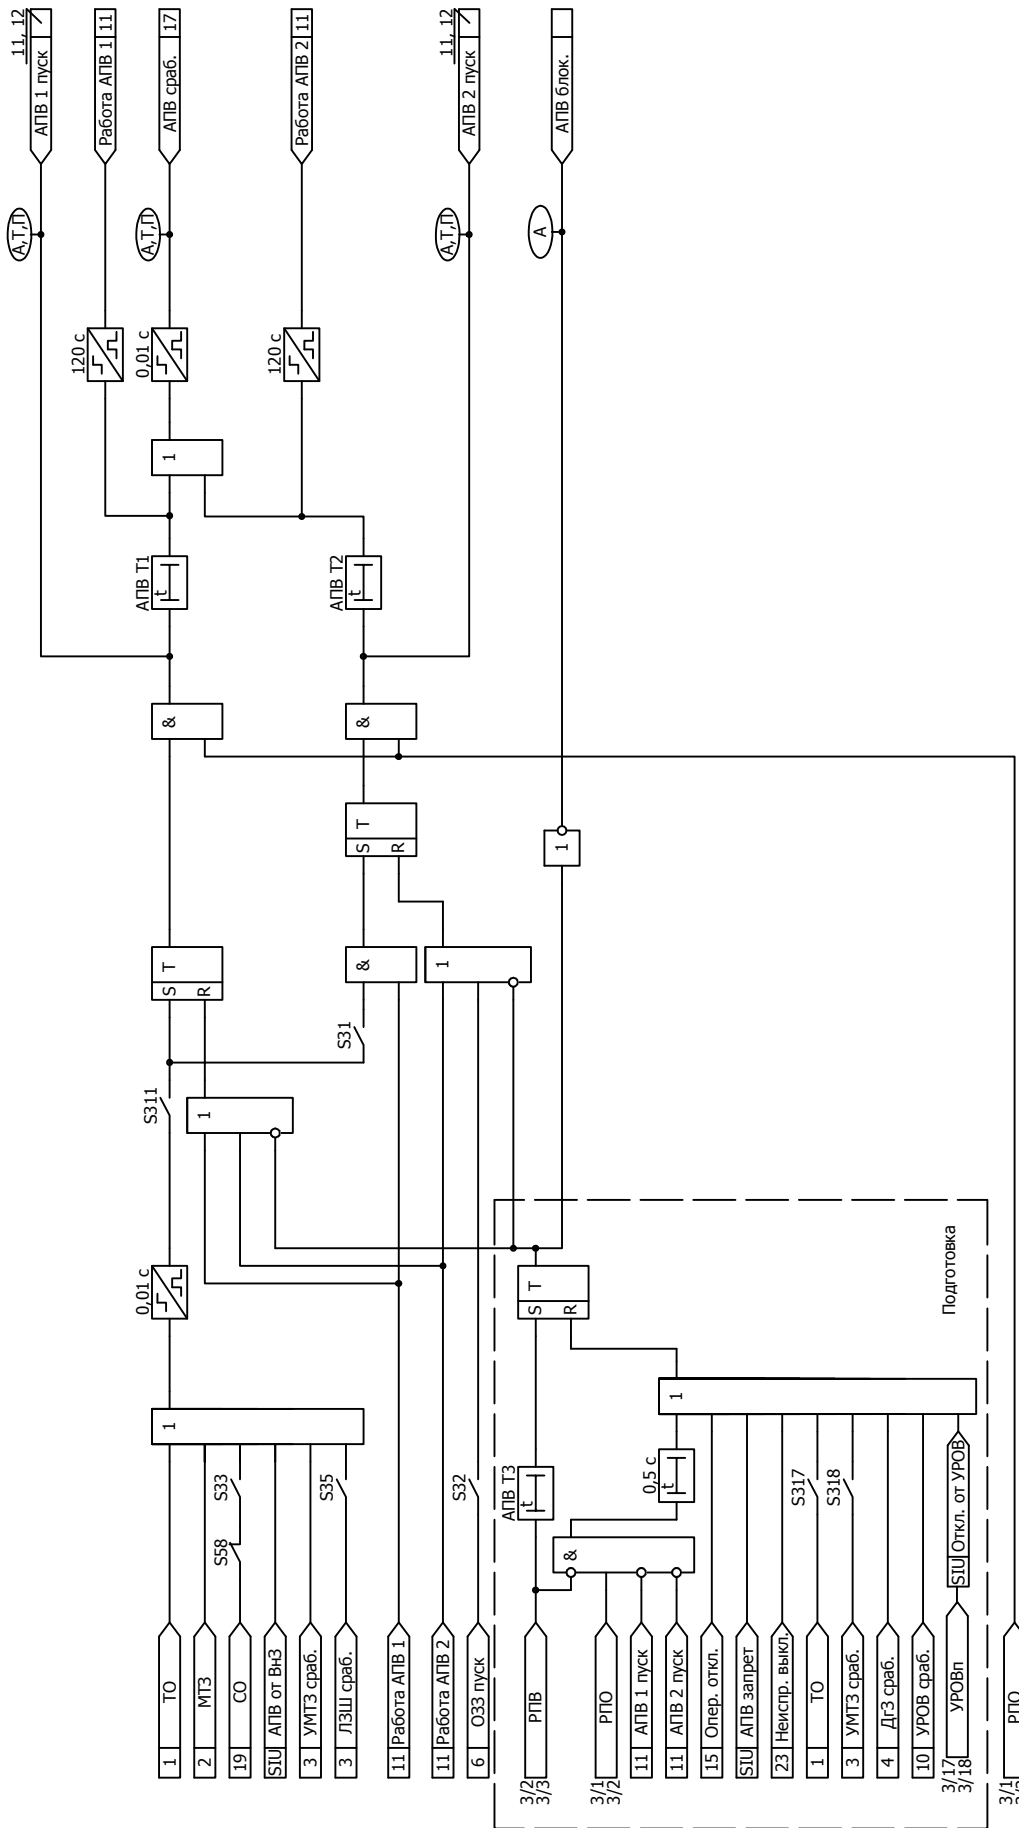 11, 12
АПВ 1 пуск
Работа АПВ 1 11
АПВ сраб. 17
Работа АПВ 2 11
11, 12
АПВ 2 пуск
АПВ блок.
А,Т,П
А,Т,П
А,Т,П
А
120 с
0,01 с
120 с
1
АПВ Т1
t
АПВ Т2
t
&
&
S T
R
1
S T
R
&
1
S31
S311
1
0,01 с
S T
R
Подготовка
1
1
S33
S58
S35
S32
АПВ Т3
t
0,5 с
t
S317
S318
&
1 ТО
2 МТЗ
19 СО
SIU АПВ от ВнЗ
3 УМТЗ сраб.
3 ЛЗШ сраб.
11 Работа АПВ 1
11 Работа АПВ 2
6 ОЗЗ пуск
3/2
3/3
РПВ
3/1
3/2
РПО
11 АПВ 1 пуск
11 АПВ 2 пуск
15 Опер. откл.
SIU АПВ запрет
23 Неиспр. выкл.
1 ТО
3 УМТЗ сраб.
4 ДгЗ сраб.
10 УРОВ сраб.
SIU Откл. от УРОВ
3/17
3/18
УРОВп
3/1
РПО